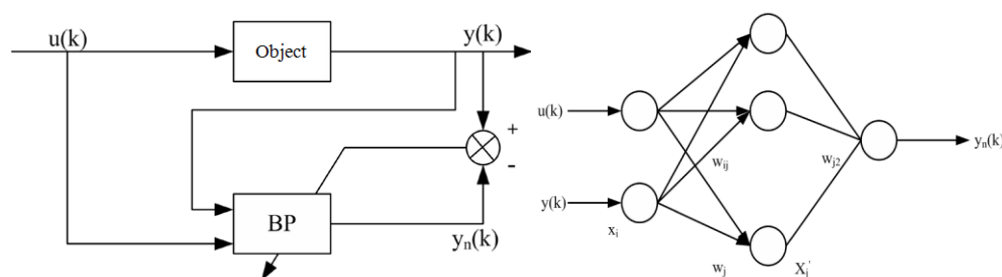 u(k)
Object
y(k)
+
-
BP
yₙ(k)
u(k)
y(k)
xᵢ
wᵢⱼ
wⱼ
wⱼ₂
Xⱼ'
yₙ(k)